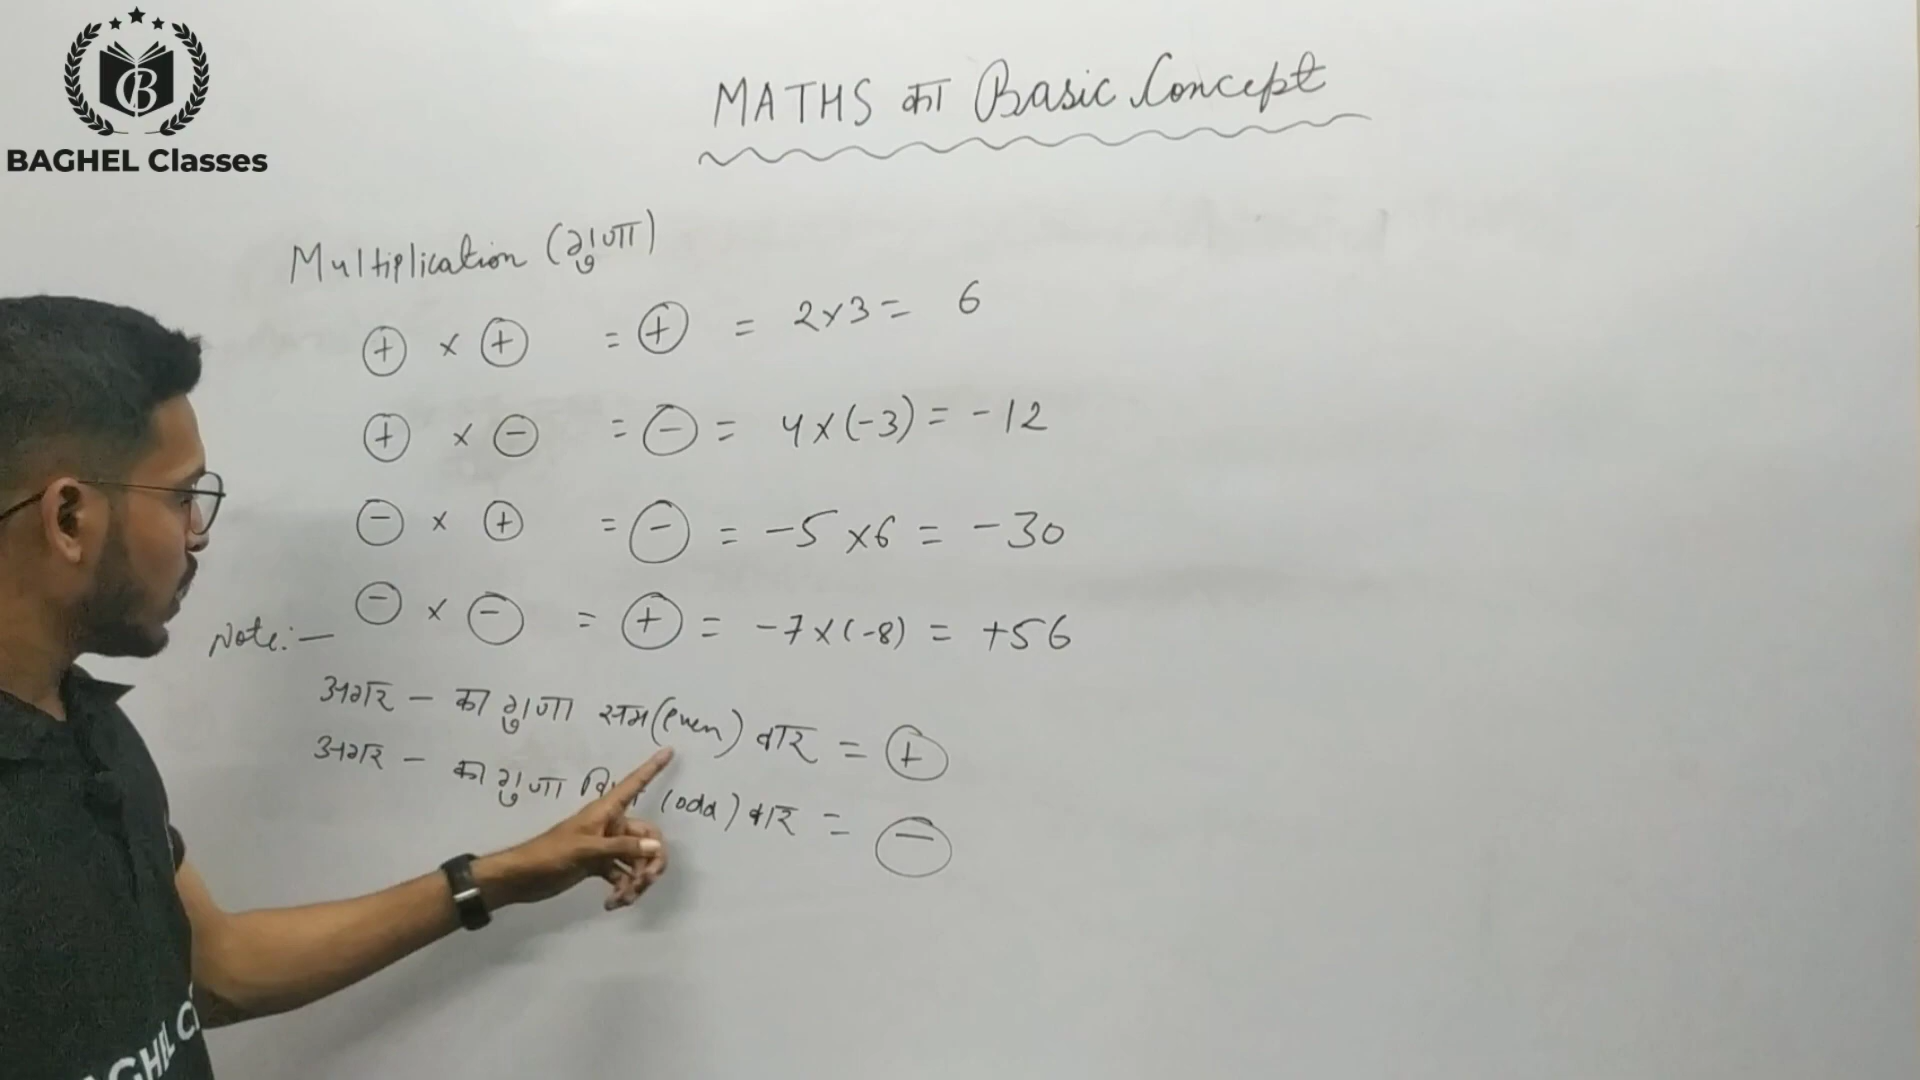 BAGHEL Classes
MATHS का Basic Concept
Multiplication (गुणा)
⊕ × ⊕ = ⊕ = 2×3 = 6
⊕ × ⊖ = ⊖ = 4×(-3) = -12
⊖ × ⊕ = ⊖ = -5×6 = -30
⊖ × ⊖ = ⊕ = -7×(-8) = +56
Note:-
अगर - का गुणा सम(even) बार = ⊕
अगर - का गुणा (odd) बार = ⊖